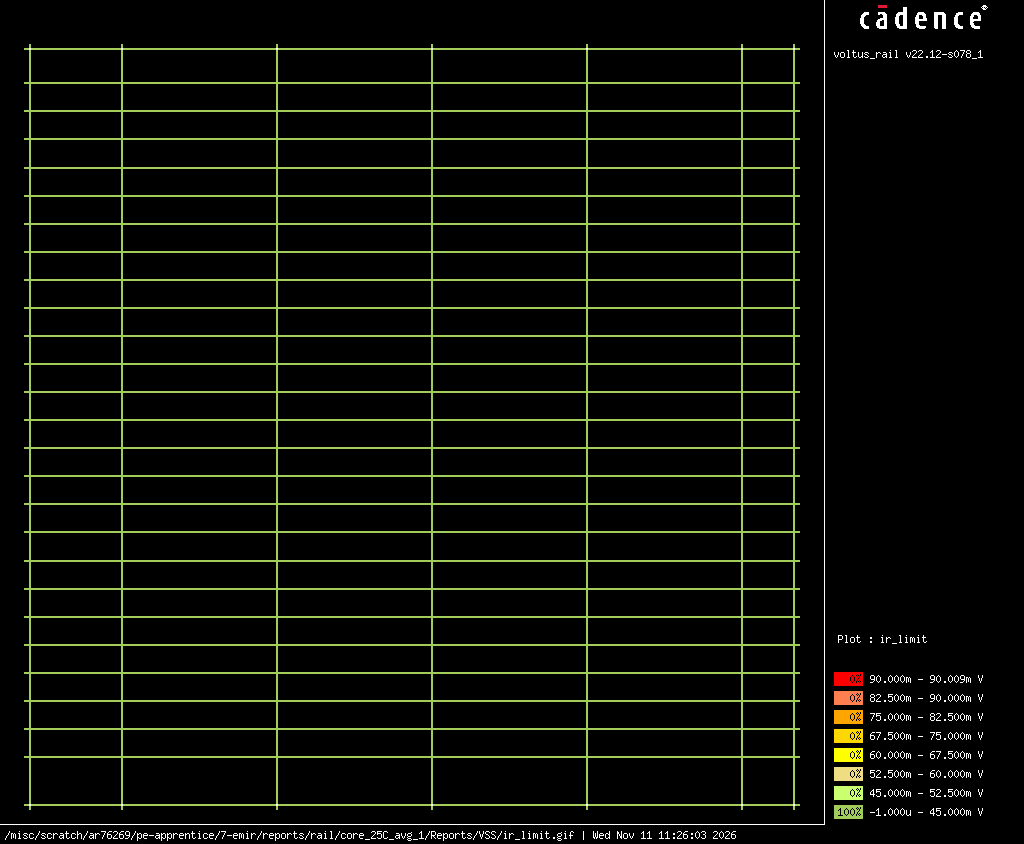 cādence®
voltus_rail v22.12-s078_1
Plot : ir_limit
0% 90.000m - 90.009m V
0% 82.500m - 90.000m V
0% 75.000m - 82.500m V
0% 67.500m - 75.000m V
0% 60.000m - 67.500m V
0% 52.500m - 60.000m V
0% 45.000m - 52.500m V
100% -1.000u - 45.000m V
/misc/scratch/ar76269/pe-apprentice/7-emir/reports/rail/core_25C_avg_1/Reports/VSS/ir_limit.gif | Wed Nov 11 11:26:03 2026